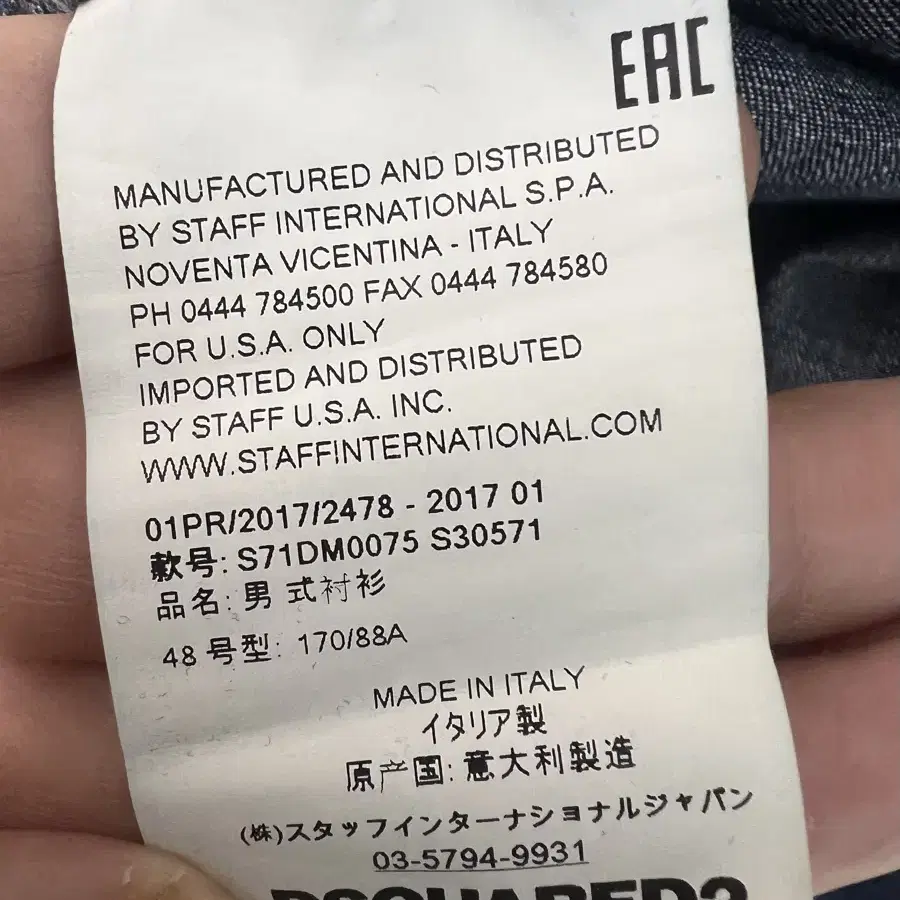 EAC
MANUFACTURED AND DISTRIBUTED
BY STAFF INTERNATIONAL S.P.A.
NOVENTA VICENTINA - ITALY
PH 0444 784500 FAX 0444 784580
FOR U.S.A. ONLY
IMPORTED AND DISTRIBUTED
BY STAFF U.S.A. INC.
WWW.STAFFINTERNATIONAL.COM
01PR/2017/2478 - 2017 01
款号: S71DM0075 S30571
品名: 男 式衬衫
48 号型: 170/88A
MADE IN ITALY
イタリア製
原产国: 意大利製造
(株)スタッフインターナショナルジャパン
03-5794-9931
DSQUARED2